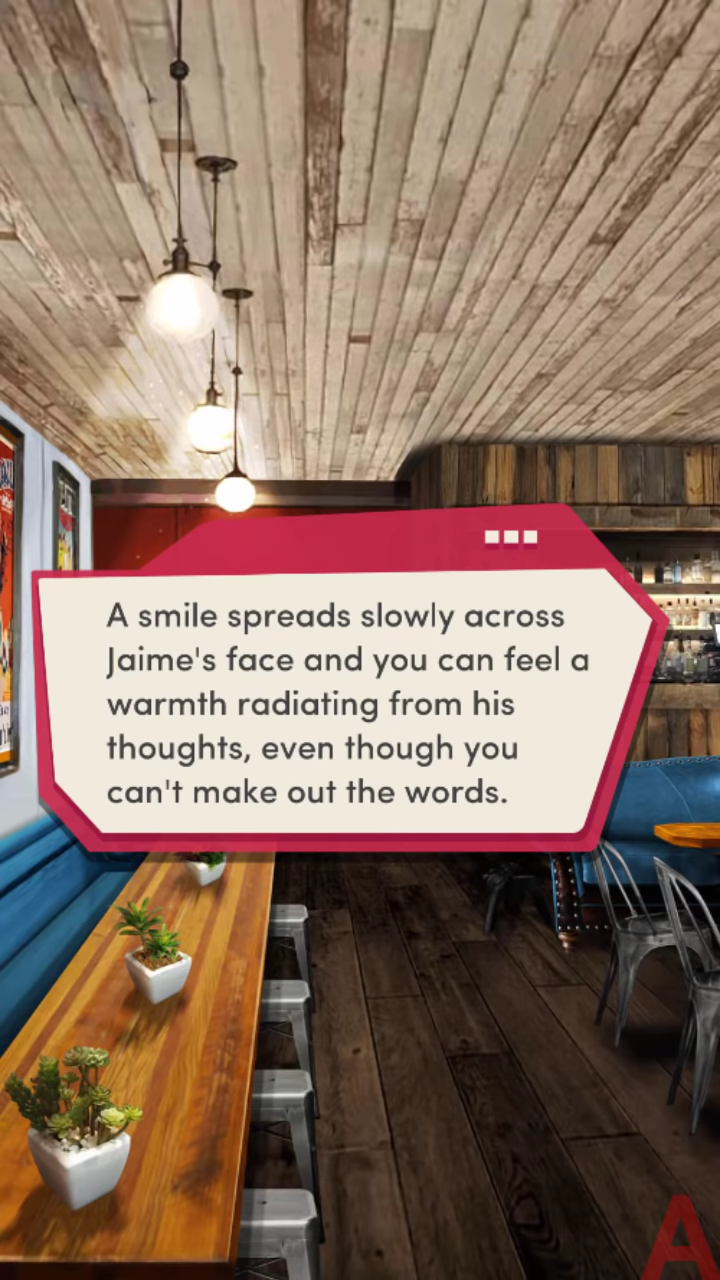 A smile spreads slowly across
Jaime's face and you can feel a
warmth radiating from his
thoughts, even though you
can't make out the words.
A